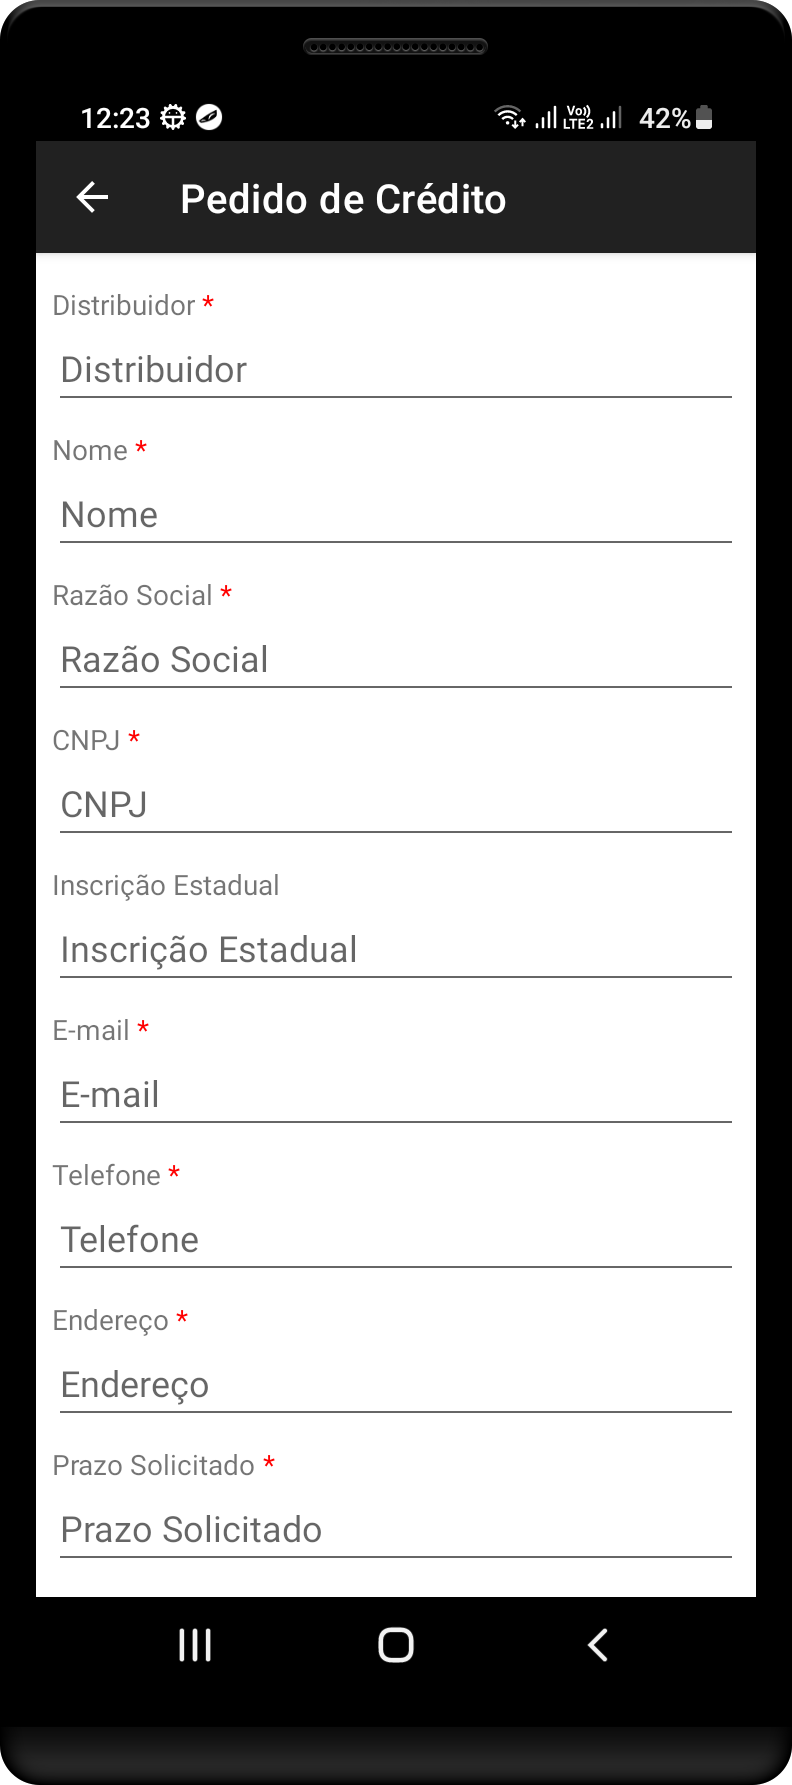 12:23 Vo)) LTE2 42%
Pedido de Crédito
Distribuidor *
Distribuidor
Nome *
Nome
Razão Social *
Razão Social
CNPJ *
CNPJ
Inscrição Estadual
Inscrição Estadual
E-mail *
E-mail
Telefone *
Telefone
Endereço *
Endereço
Prazo Solicitado *
Prazo Solicitado